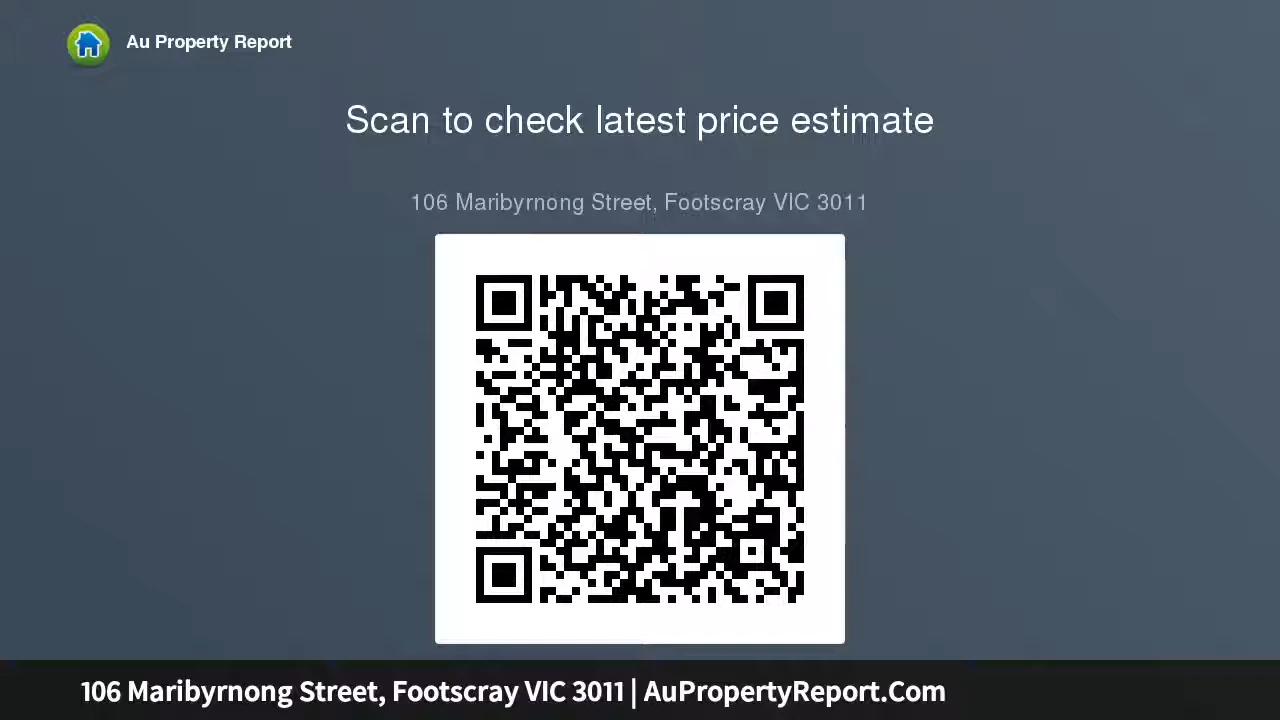 Au Property Report
Scan to check latest price estimate
106 Maribyrnong Street, Footscray VIC 3011
106 Maribyrnong Street, Footscray VIC 3011 | AuPropertyReport.Com